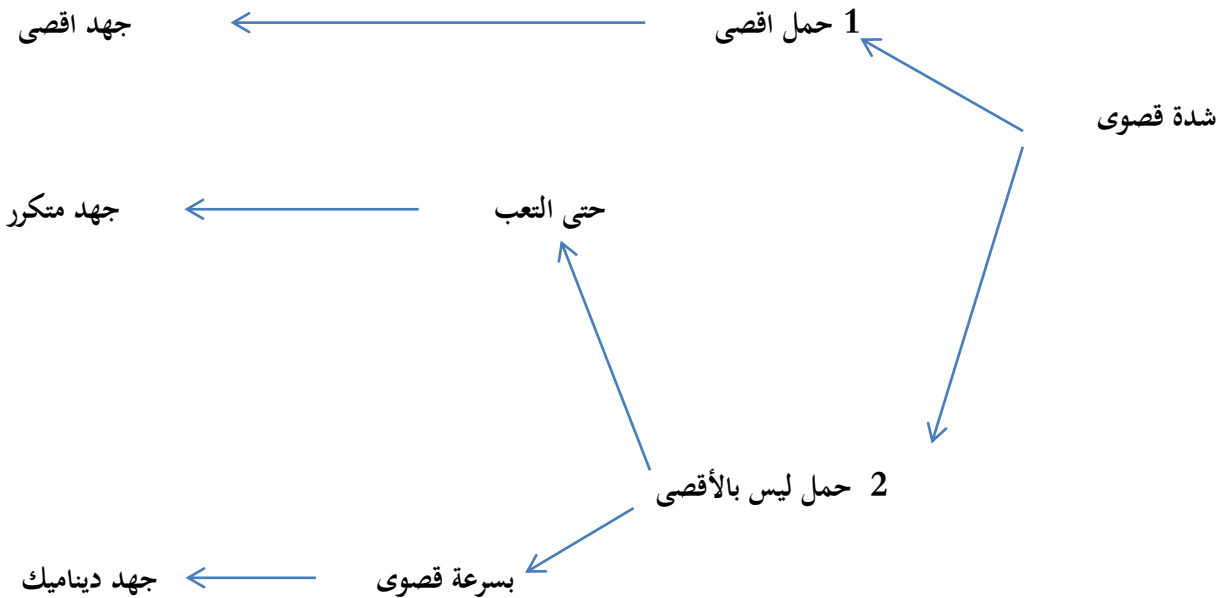 1 حمل اقصى
جهد اقصى
شدة قصوى
حتى التعب
جهد متكرر
2 حمل ليس بالأقصى
بسرعة قصوى
جهد ديناميك